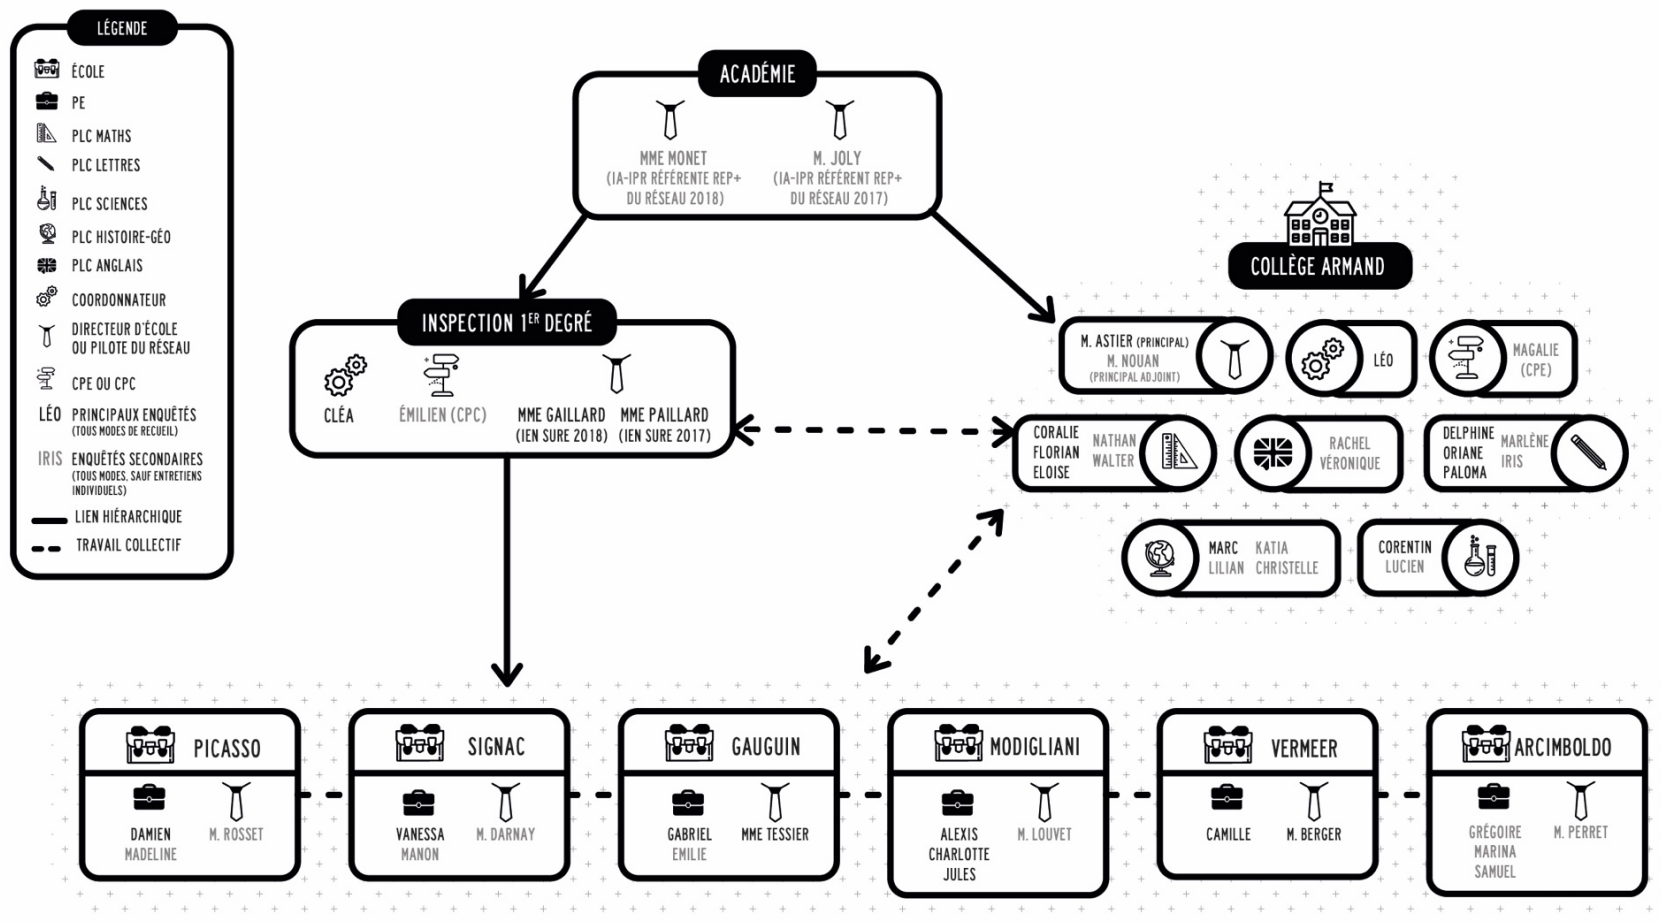 LÉGENDE
ÉCOLE
PE
PLC MATHS
PLC LETTRES
PLC SCIENCES
PLC HISTOIRE-GÉO
PLC ANGLAIS
COORDONNATEUR
DIRECTEUR D'ÉCOLE
OU PILOTE DU RÉSEAU
CPE OU CPC
LÉO PRINCIPAUX ENQUÊTÉS
(TOUS MODES DE RECUEIL)
IRIS ENQUÊTÉS SECONDAIRES
(TOUS MODES, SAUF ENTRETIENS
INDIVIDUELS)
LIEN HIÉRARCHIQUE
TRAVAIL COLLECTIF
ACADÉMIE
MME MONET
(IA-IPR RÉFÉRENTE REP+
DU RÉSEAU 2018)
M. JOLY
(IA-IPR RÉFÉRENT REP+
DU RÉSEAU 2017)
INSPECTION 1ER DEGRÉ
CLÉA
ÉMILIEN (CPC)
MME GAILLARD
(IEN SURE 2018)
MME PAILLARD
(IEN SURE 2017)
COLLÈGE ARMAND
M. ASTIER (PRINCIPAL)
M. NOUAN
(PRINCIPAL ADJOINT)
LÉO
MAGALIE
(CPE)
CORALIE
FLORIAN
ELOISE
NATHAN
WALTER
RACHEL
VÉRONIQUE
DELPHINE
ORIANE
PALOMA
MARLÈNE
IRIS
MARC
LILIAN
KATIA
CHRISTELLE
CORENTIN
LUCIEN
PICASSO
DAMIEN
MADELINE
M. ROSSET
SIGNAC
VANESSA
MANON
M. DARNAY
GAUGUIN
GABRIEL
EMILIE
MME TESSIER
MODIGLIANI
ALEXIS
CHARLOTTE
JULES
M. LOUVET
VERMEER
CAMILLE
M. BERGER
ARCIMBOLDO
GRÉGOIRE
MARINA
SAMUEL
M. PERRET